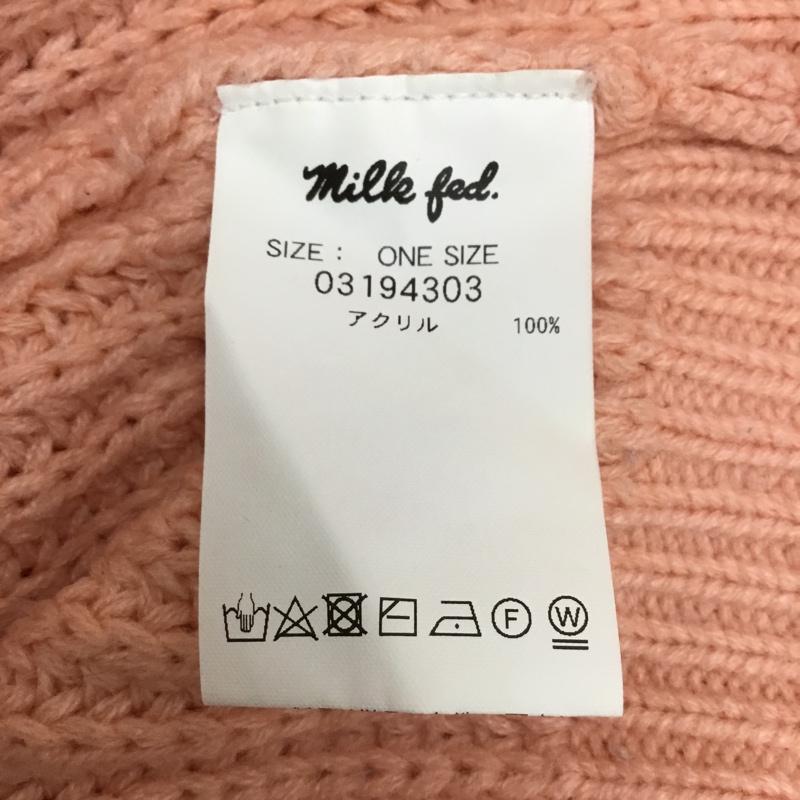 Milk fed.
SIZE : ONE SIZE
03194303
アクリル 100%
F W